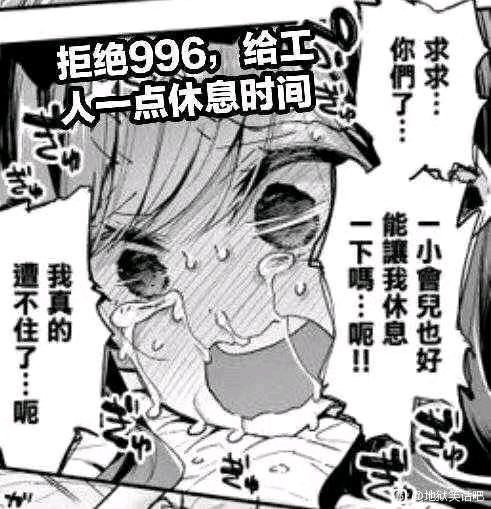 拒绝996，给工
人一点休息时间
求求…
你們了…
一小會兒也好
能讓我休息
一下嗎…呃!!
我真的
遭不住了…呃
@地狱笑话吧